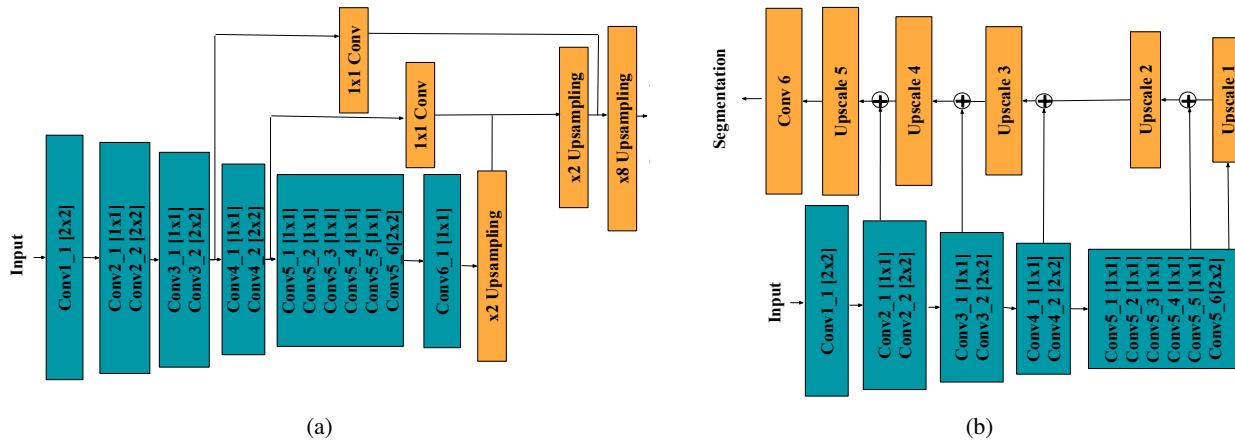 Input
Conv1_1 [2x2]
Conv2_1 [1x1]
Conv2_2 [2x2]
Conv3_1 [1x1]
Conv3_2 [2x2]
Conv4_1 [1x1]
Conv4_2 [2x2]
Conv5_1 [1x1]
Conv5_2 [1x1]
Conv5_3 [1x1]
Conv5_4 [1x1]
Conv5_5 [1x1]
Conv5_6[2x2]
Conv6_1 [1x1]
x2 Upsampling
1x1 Conv
1x1 Conv
x2 Upsampling
x8 Upsampling
(a)
Segmentation
Conv 6
Upscale 5
Upscale 4
Upscale 3
Upscale 2
Upscale 1
Input
Conv1_1 [2x2]
Conv2_1 [1x1]
Conv2_2 [2x2]
Conv3_1 [1x1]
Conv3_2 [2x2]
Conv4_1 [1x1]
Conv4_2 [2x2]
Conv5_1 [1x1]
Conv5_2 [1x1]
Conv5_3 [1x1]
Conv5_4 [1x1]
Conv5_5 [1x1]
Conv5_6[2x2]
(b)